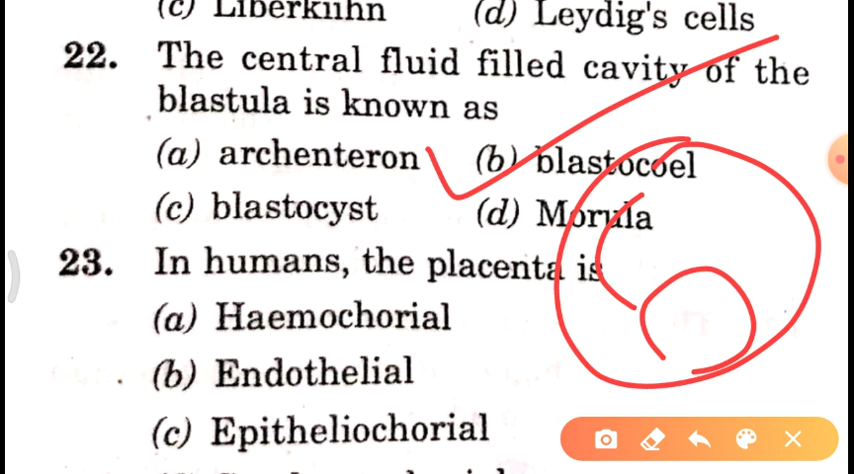 (c) Liberkuhn (d) Leydig's cells
22. The central fluid filled cavity of the
blastula is known as
(a) archenteron (b) blastocoel
(c) blastocyst (d) Morula
23. In humans, the placenta is
(a) Haemochorial
(b) Endothelial
(c) Epitheliochorial